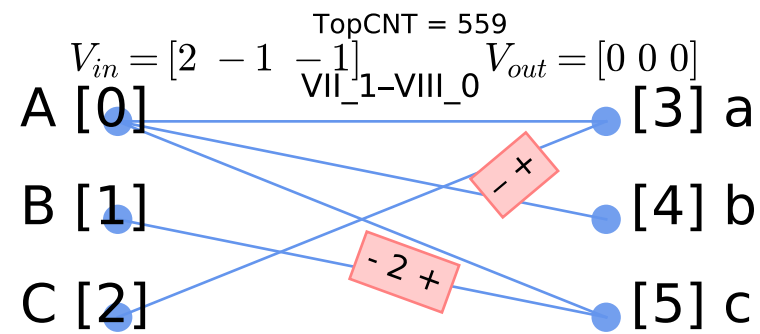 TopCNT = 559
V_in = [2 − 1 − 1] V_out = [0 0 0]
VII_1–VIII_0
A [0] [3] a
- +
B [1] [4] b
- 2 +
C [2] [5] c